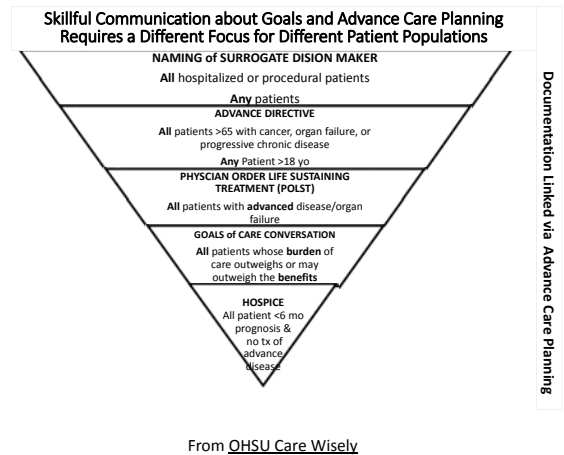 Skillful Communication about Goals and Advance Care Planning
Requires a Different Focus for Different Patient Populations
NAMING of SURROGATE DISION MAKER
All hospitalized or procedural patients
Any patients
ADVANCE DIRECTIVE
All patients >65 with cancer, organ failure, or
progressive chronic disease
Any Patient >18 yo
PHYSCIAN ORDER LIFE SUSTAINING
TREATMENT (POLST)
All patients with advanced disease/organ
failure
GOALS of CARE CONVERSATION
All patients whose burden of
care outweighs or may
outweigh the benefits
HOSPICE
All patient <6 mo
prognosis &
no tx of
advance
disease
Documentation Linked via Advance Care Planning
From OHSU Care Wisely